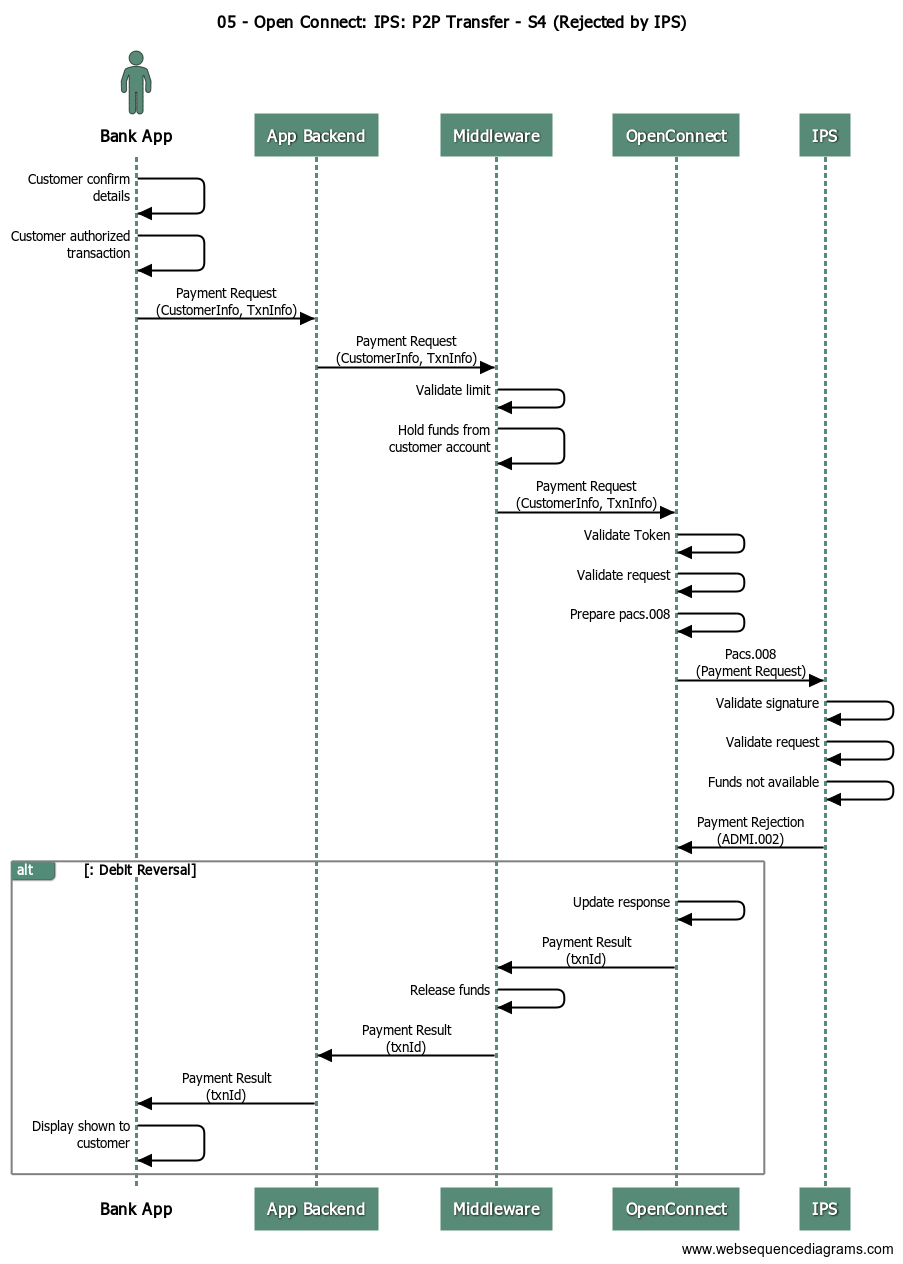 05 - Open Connect: IPS: P2P Transfer - S4 (Rejected by IPS)
Bank App
App Backend
Middleware
OpenConnect
IPS
Customer confirm
details
Customer authorized
transaction
Payment Request
(CustomerInfo, TxnInfo)
Payment Request
(CustomerInfo, TxnInfo)
Validate limit
Hold funds from
customer account
Payment Request
(CustomerInfo, TxnInfo)
Validate Token
Validate request
Prepare pacs.008
Pacs.008
(Payment Request)
Validate signature
Validate request
Funds not available
Payment Rejection
(ADMI.002)
alt
[: Debit Reversal]
Update response
Payment Result
(txnId)
Release funds
Payment Result
(txnId)
Payment Result
(txnId)
Display shown to
customer
Bank App
App Backend
Middleware
OpenConnect
IPS
www.websequencediagrams.com